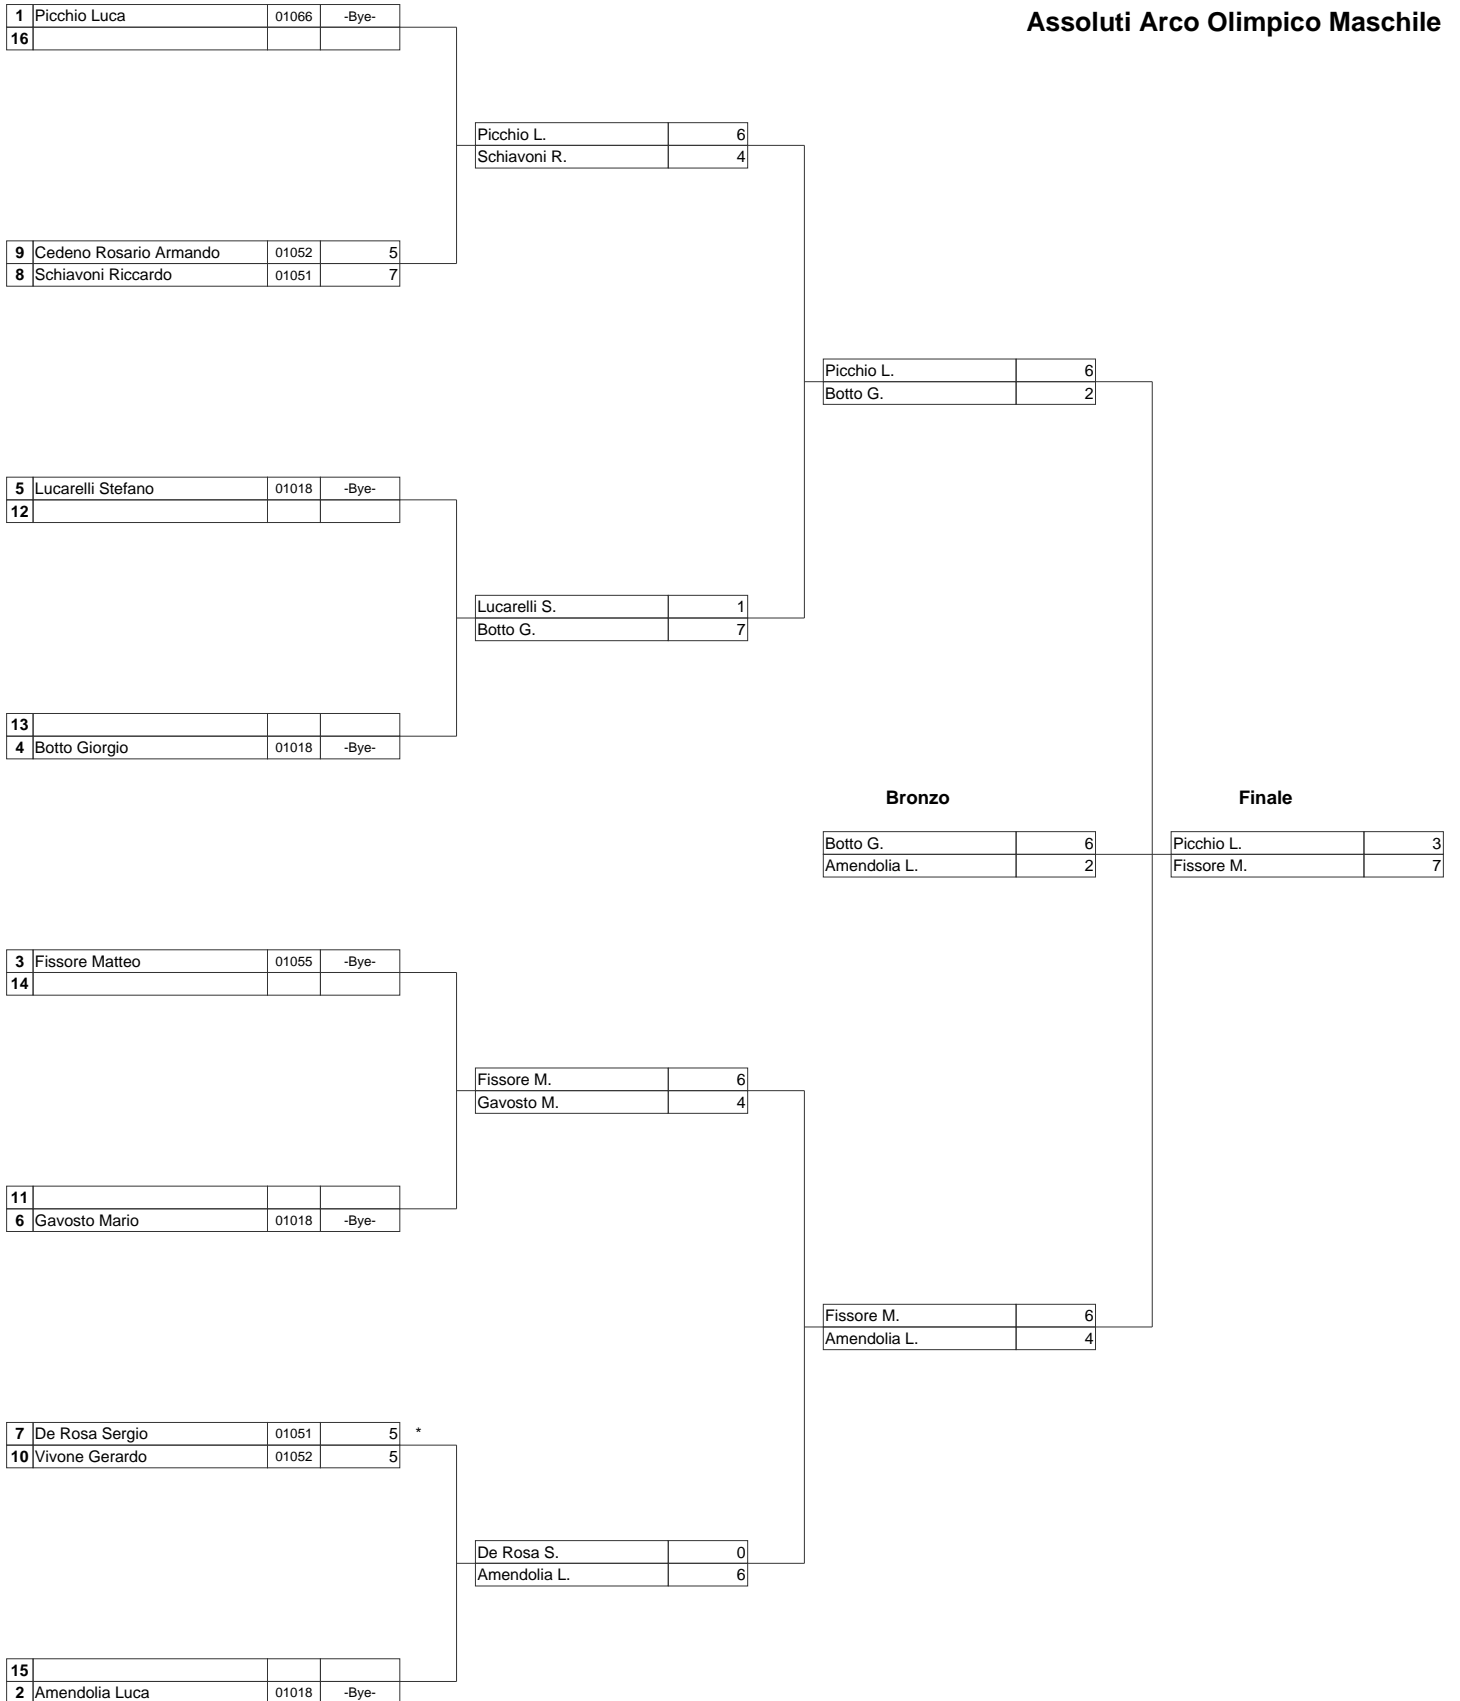 Assoluti Arco Olimpico Maschile
1 Picchio Luca 01066 -Bye-
16
Picchio L. 6
Schiavoni R. 4
9 Cedeno Rosario Armando 01052 5
8 Schiavoni Riccardo 01051 7
Picchio L. 6
Botto G. 2
5 Lucarelli Stefano 01018 -Bye-
12
Lucarelli S. 1
Botto G. 7
13
4 Botto Giorgio 01018 -Bye-
Bronzo Finale
Botto G. 6 Picchio L. 3
Amendolia L. 2 Fissore M. 7
3 Fissore Matteo 01055 -Bye-
14
Fissore M. 6
Gavosto M. 4
11
6 Gavosto Mario 01018 -Bye-
Fissore M. 6
Amendolia L. 4
7 De Rosa Sergio 01051 5 *
10 Vivone Gerardo 01052 5
De Rosa S. 0
Amendolia L. 6
15
2 Amendolia Luca 01018 -Bye-